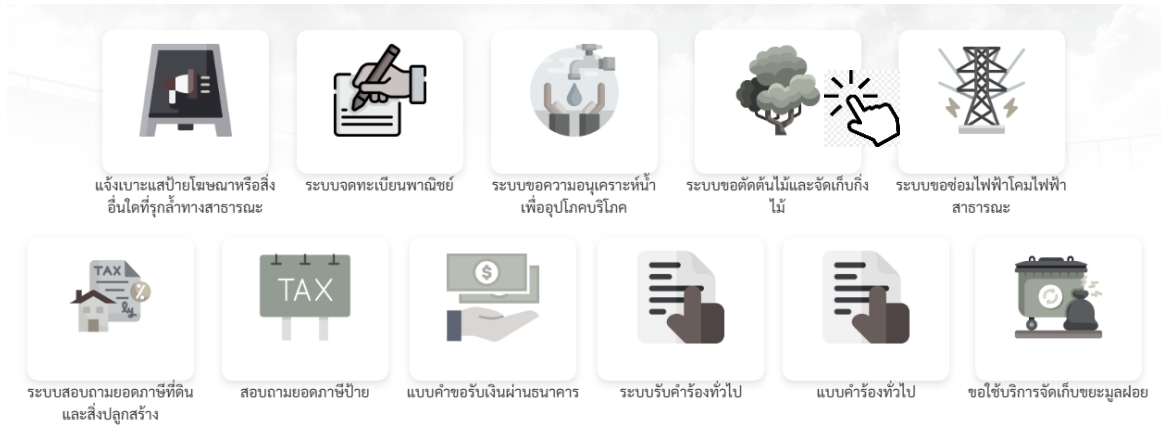 แจ้งเบาะแสป้ายโฆษณาหรือสิ่ง
อื่นใดที่รุกล้ำทางสาธารณะ
ระบบจดทะเบียนพาณิชย์
ระบบขอความอนุเคราะห์น้ำ
เพื่ออุปโภคบริโภค
ระบบขอตัดต้นไม้และจัดเก็บกิ่ง
ไม้
ระบบขอซ่อมไฟฟ้าโคมไฟฟ้า
สาธารณะ
TAX
ระบบสอบถามยอดภาษีที่ดิน
และสิ่งปลูกสร้าง
TAX
สอบถามยอดภาษีป้าย
แบบคำขอรับเงินผ่านธนาคาร
ระบบรับคำร้องทั่วไป
แบบคำร้องทั่วไป
ขอใช้บริการจัดเก็บขยะมูลฝอย